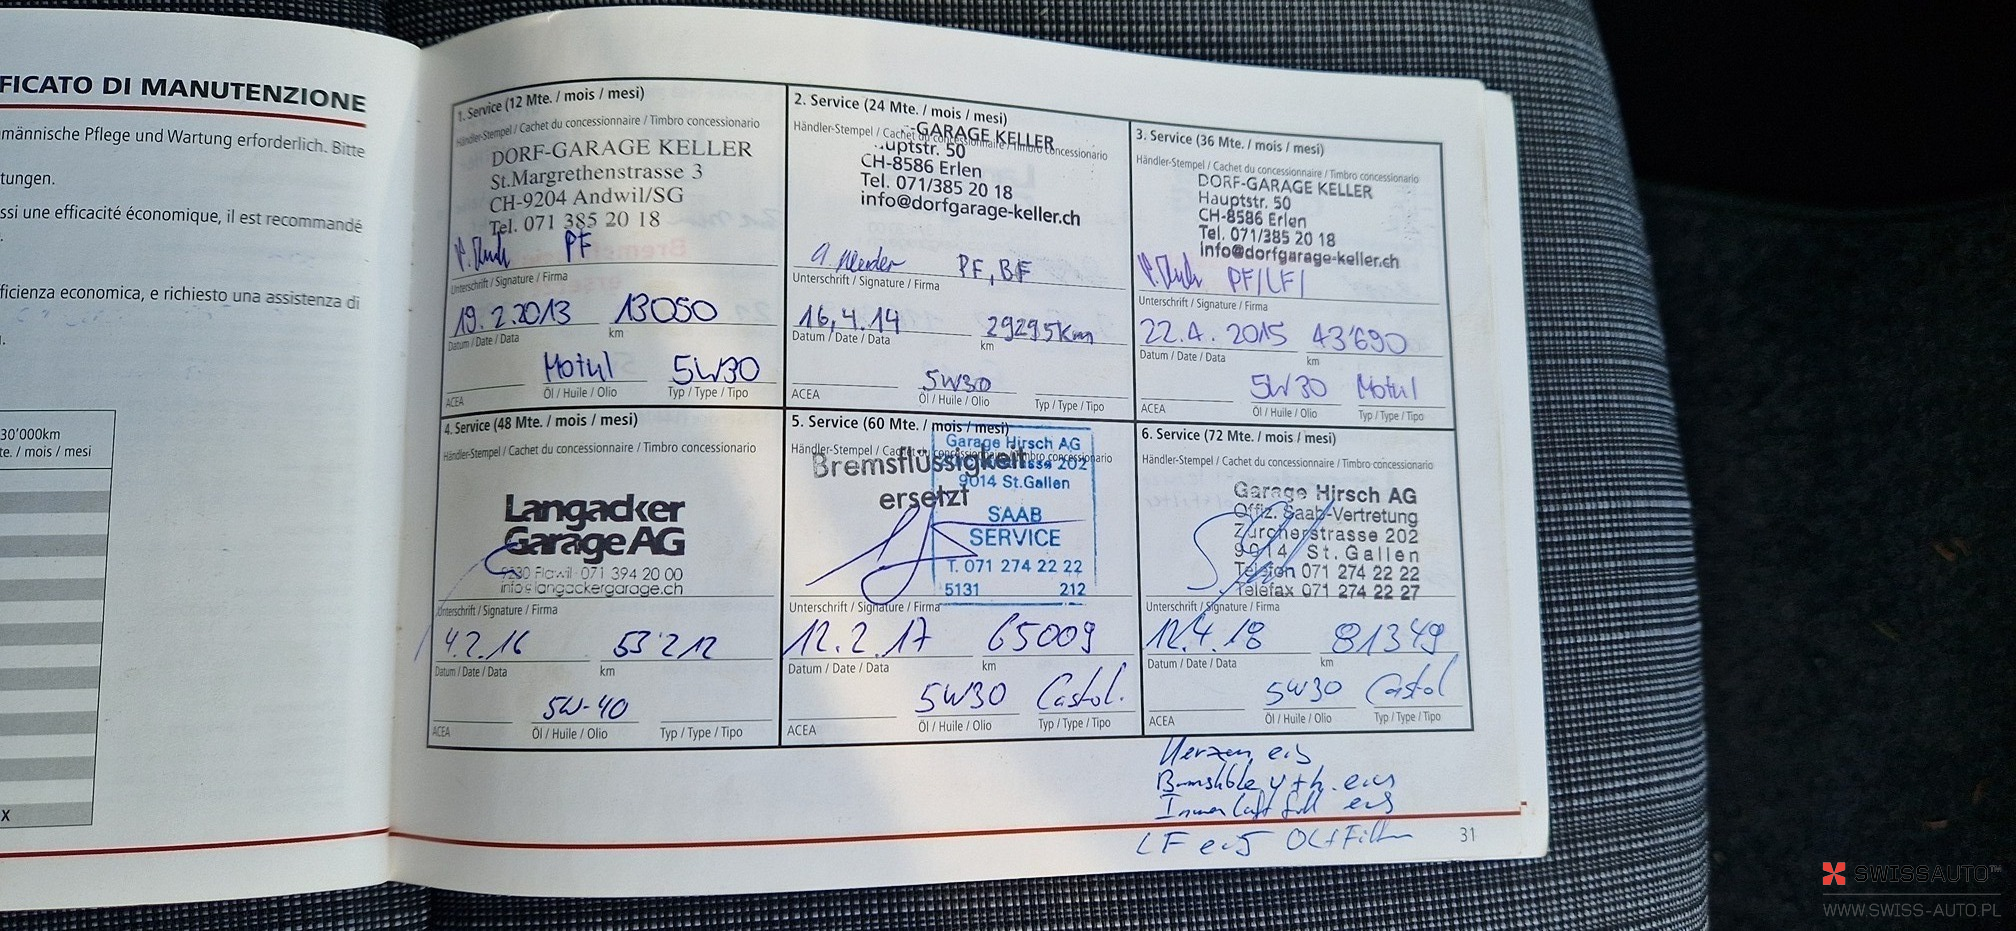 FICATO DI MANUTENZIONE
männische Pflege und Wartung erforderlich. Bitte
tungen.
ssi une efficacité économique, il est recommandé
ficienza economica, e richiesto una assistenza di
30'000km
te. / mois / mesi
X
1. Service (12 Mte. / mois / mesi)
Händler-Stempel / Cachet du concessionnaire / Timbro concessionario
DORF-GARAGE KELLER
St.Margrethenstrasse 3
CH-9204 Andwil/SG
Tel. 071 385 20 18
PF
Unterschrift / Signature / Firma
19.2.2013 13050
Datum / Date / Data km
Motul 5W30
ACEA Öl / Huile / Olio Typ / Type / Tipo
2. Service (24 Mte. / mois / mesi)
Händler-Stempel / Cachet du concessionnaire / Timbro concessionario
-GARAGE KELLER
uptstr. 50
CH-8586 Erlen
Tel. 071/385 20 18
info@dorfgarage-keller.ch
PF, BF
Unterschrift / Signature / Firma
16.4.14 29295Km
Datum / Date / Data km
5W30
ACEA Öl / Huile / Olio Typ / Type / Tipo
3. Service (36 Mte. / mois / mesi)
Händler-Stempel / Cachet du concessionnaire / Timbro concessionario
DORF-GARAGE KELLER
Hauptstr. 50
CH-8586 Erlen
Tel. 071/385 20 18
info@dorfgarage-keller.ch
PF/LF/
Unterschrift / Signature / Firma
22.4.2015 43'690
Datum / Date / Data km
5W30 Motul
ACEA Öl / Huile / Olio Typ / Type / Tipo
4. Service (48 Mte. / mois / mesi)
Händler-Stempel / Cachet du concessionnaire / Timbro concessionario
Langacker
Garage AG
9230 Flawil · 071 394 20 00
info@langackergarage.ch
Unterschrift / Signature / Firma
4.2.16 53'212
Datum / Date / Data km
5W-40
ACEA Öl / Huile / Olio Typ / Type / Tipo
5. Service (60 Mte. / mois / mesi)
Händler-Stempel / Cachet du concessionnaire / Timbro concessionario
Bremsflüssigkeit
ersetzt
Garage Hirsch AG
202
9014 St.Gallen
SAAB
SERVICE
T. 071 274 22 22
5131 212
Unterschrift / Signature / Firma
12.2.17 65009
Datum / Date / Data km
5W30 Castol.
ACEA Öl / Huile / Olio Typ / Type / Tipo
6. Service (72 Mte. / mois / mesi)
Händler-Stempel / Cachet du concessionnaire / Timbro concessionario
Garage Hirsch AG
Offiz. Saab-Vertretung
Zürcherstrasse 202
9014 St. Gallen
Telefon 071 274 22 22
Telefax 071 274 22 27
Unterschrift / Signature / Firma
12.4.18 81349
Datum / Date / Data km
5W30 Castol
ACEA Öl / Huile / Olio Typ / Type / Tipo
LF ers
31
SWISSAUTO™
WWW.SWISS-AUTO.PL